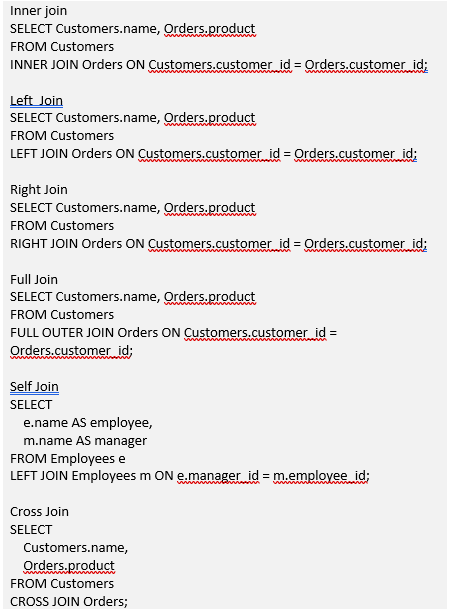 Inner join
SELECT Customers.name, Orders.product
FROM Customers
INNER JOIN Orders ON Customers.customer_id = Orders.customer_id;
Left  Join
SELECT Customers.name, Orders.product
FROM Customers
LEFT JOIN Orders ON Customers.customer_id = Orders.customer_id;
Right Join
SELECT Customers.name, Orders.product
FROM Customers
RIGHT JOIN Orders ON Customers.customer_id = Orders.customer_id;
Full Join
SELECT Customers.name, Orders.product
FROM Customers
FULL OUTER JOIN Orders ON Customers.customer_id =
Orders.customer_id;
Self Join
SELECT
e.name AS employee,
m.name AS manager
FROM Employees e
LEFT JOIN Employees m ON e.manager_id = m.employee_id;
Cross Join
SELECT
Customers.name,
Orders.product
FROM Customers
CROSS JOIN Orders;